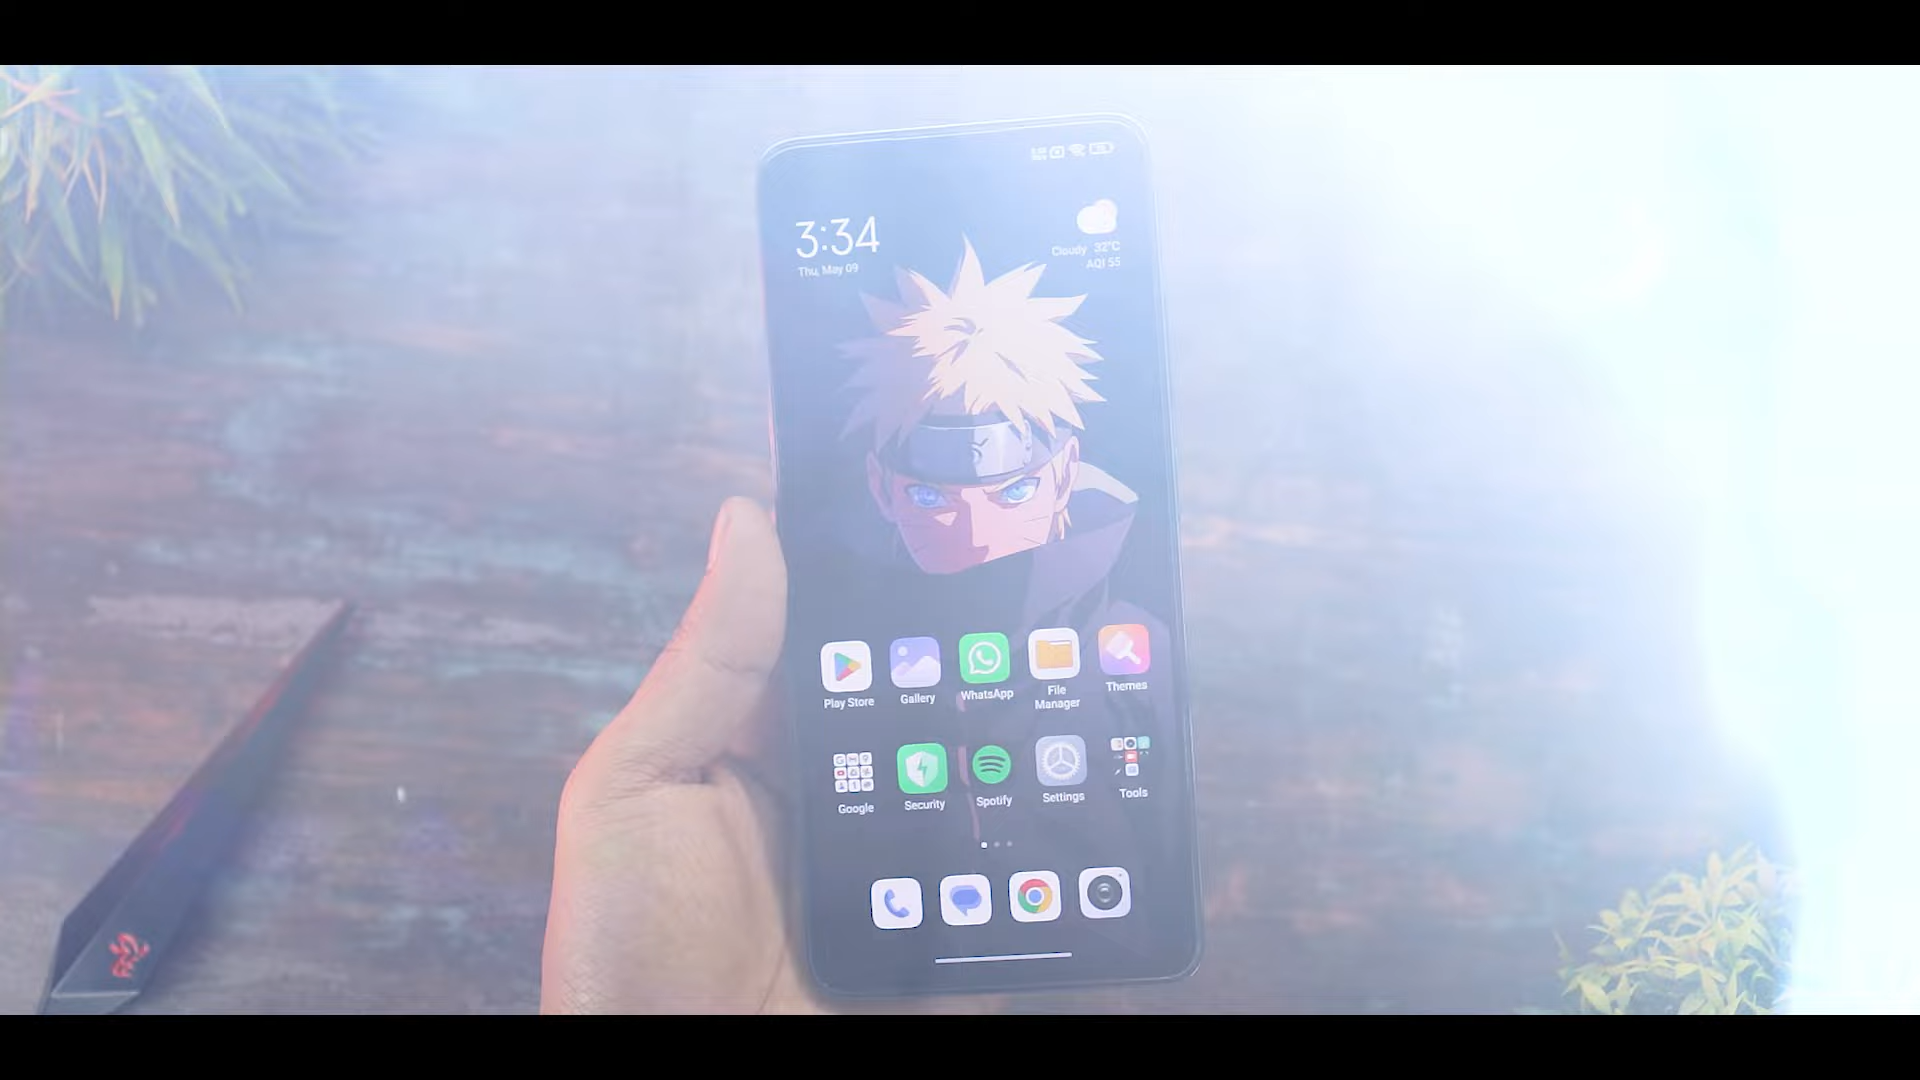 3:34
Thu, May 09
Cloudy 32°C
AQI 55
Play Store
Gallery
WhatsApp
File
Manager
Themes
Google
Security
Spotify
Settings
Tools